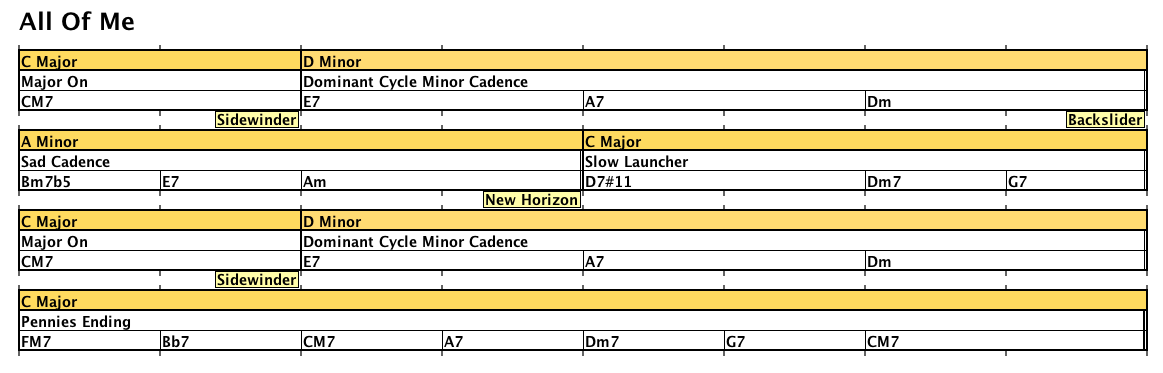 All Of Me
C Major D Minor
Major On Dominant Cycle Minor Cadence
CM7 E7 A7 Dm
Sidewinder Backslider
A Minor C Major
Sad Cadence Slow Launcher
Bm7b5 E7 Am D7#11 Dm7 G7
New Horizon
C Major D Minor
Major On Dominant Cycle Minor Cadence
CM7 E7 A7 Dm
Sidewinder
C Major
Pennies Ending
FM7 Bb7 CM7 A7 Dm7 G7 CM7